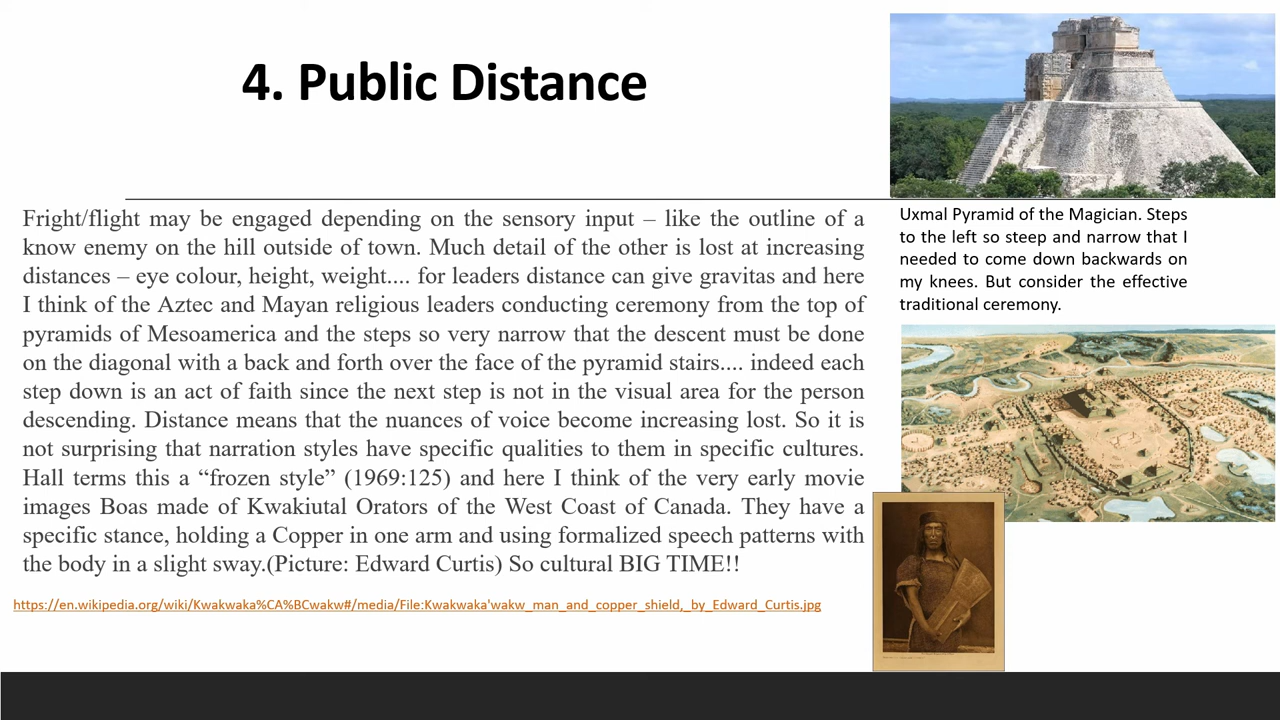 4. Public Distance
Fright/flight may be engaged depending on the sensory input – like the outline of a
know enemy on the hill outside of town. Much detail of the other is lost at increasing
distances – eye colour, height, weight.... for leaders distance can give gravitas and here
I think of the Aztec and Mayan religious leaders conducting ceremony from the top of
pyramids of Mesoamerica and the steps so very narrow that the descent must be done
on the diagonal with a back and forth over the face of the pyramid stairs.... indeed each
step down is an act of faith since the next step is not in the visual area for the person
descending. Distance means that the nuances of voice become increasing lost. So it is
not surprising that narration styles have specific qualities to them in specific cultures.
Hall terms this a “frozen style” (1969:125) and here I think of the very early movie
images Boas made of Kwakiutal Orators of the West Coast of Canada. They have a
specific stance, holding a Copper in one arm and using formalized speech patterns with
the body in a slight sway.(Picture: Edward Curtis) So cultural BIG TIME!!
https://en.wikipedia.org/wiki/Kwakwaka%CA%BCwakw#/media/File:Kwakwaka'wakw_man_and_copper_shield,_by_Edward_Curtis.jpg
Uxmal Pyramid of the Magician. Steps
to the left so steep and narrow that I
needed to come down backwards on
my knees. But consider the effective
traditional ceremony.